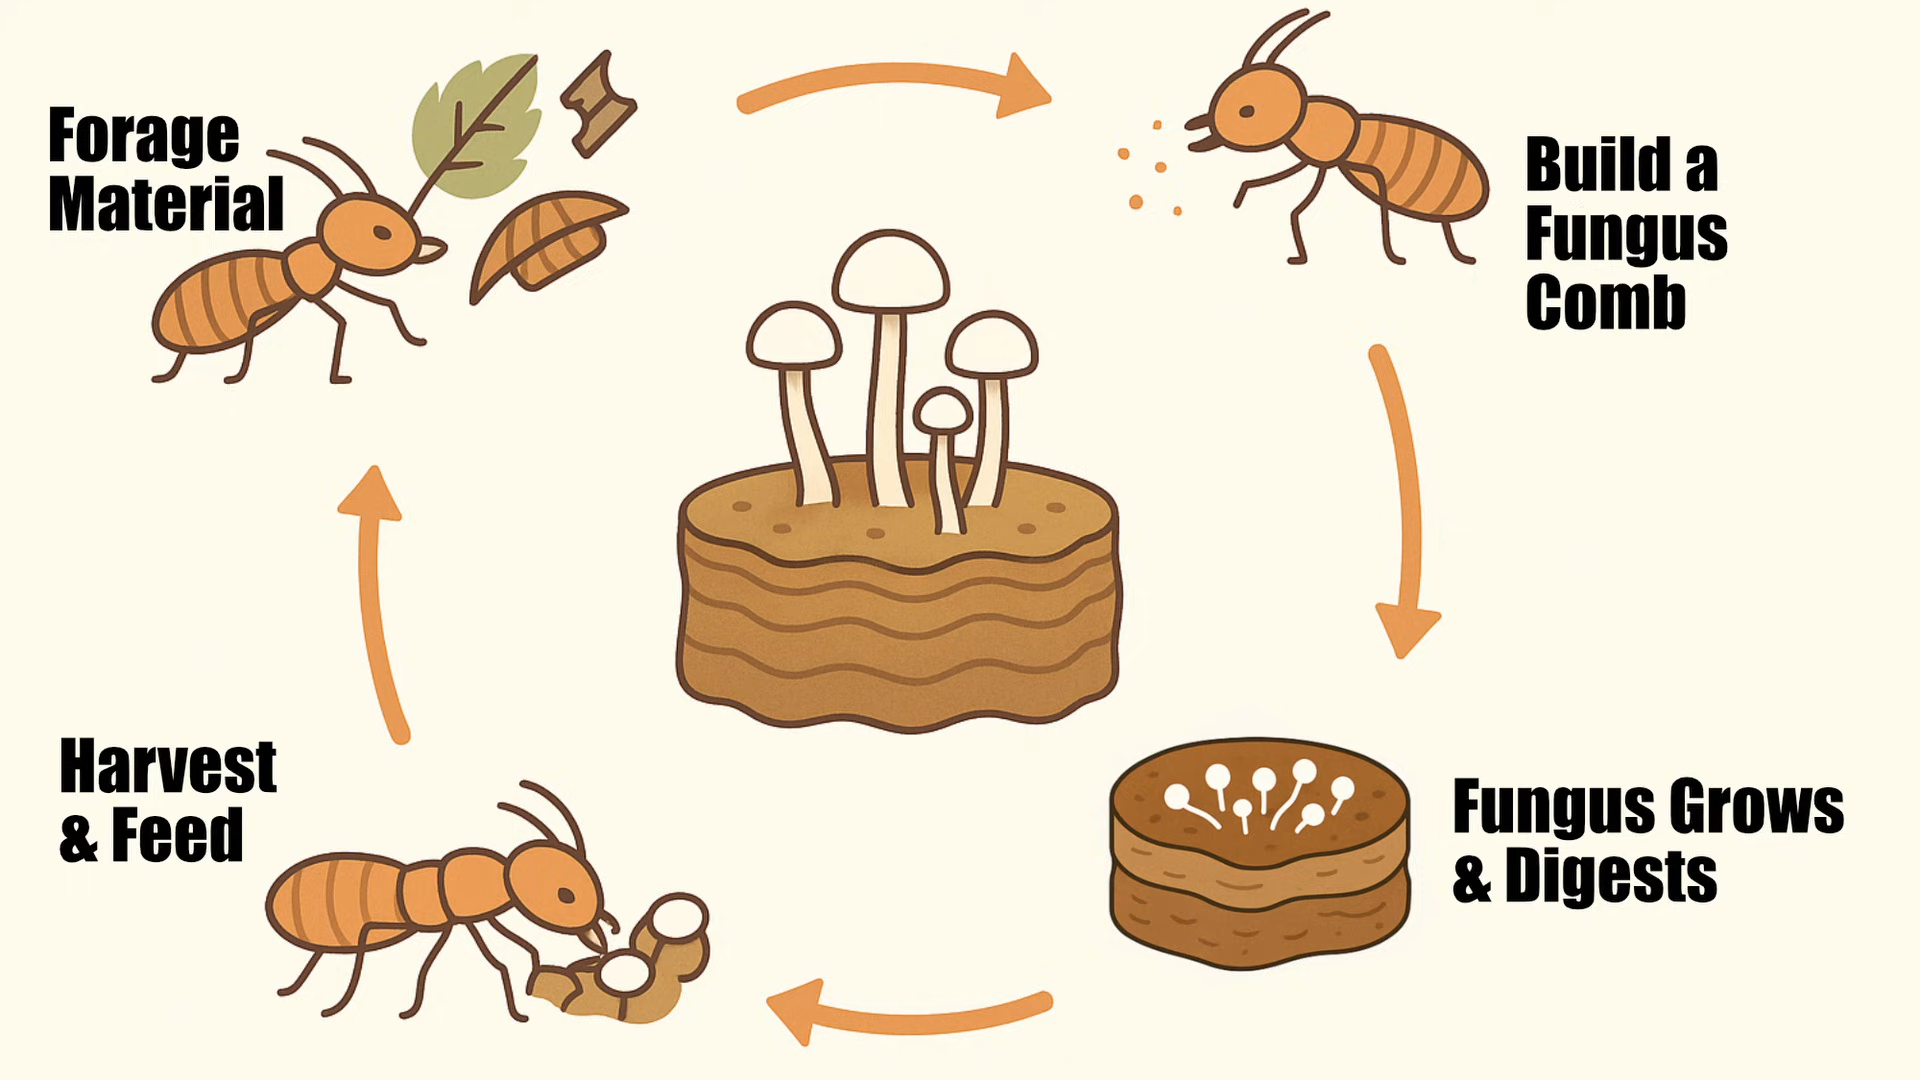 Forage
Material
Build a
Fungus
Comb
Fungus Grows
& Digests
Harvest
& Feed